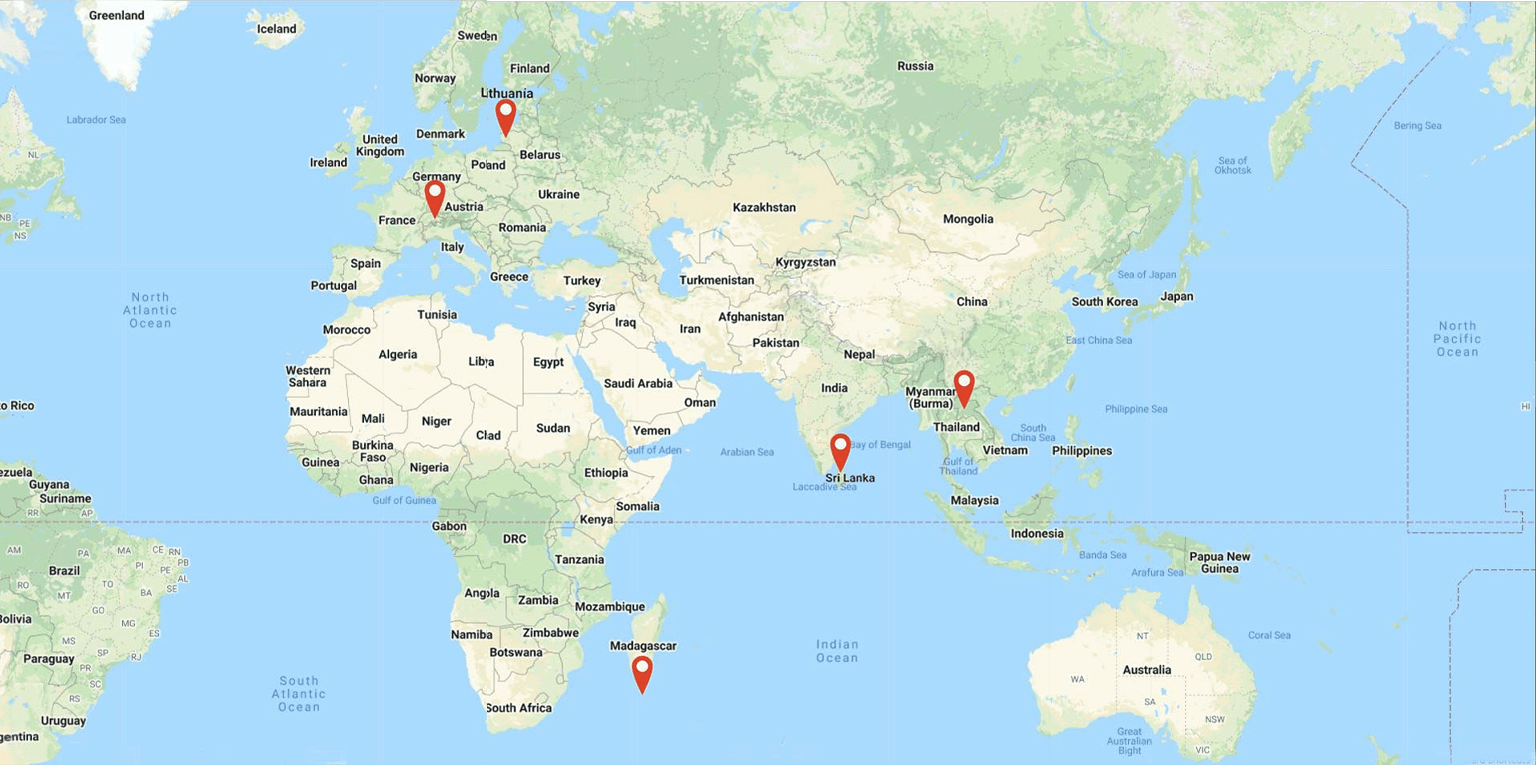 Greenland
Iceland
Sweden
Finland
Norway
Russia
Lithuania
Labrador Sea
Bering Sea
Denmark
United
Kingdom
Ireland
Belarus
Poland
NL
Germany
Sea of
Okhotsk
Ukraine
Austria
France
Kazakhstan
Mongolia
NB
PE
NS
Romania
Italy
Spain
Kyrgyzstan
Portugal
Greece
Turkey
Turkmenistan
Sea of Japan
North
Atlantic
Ocean
Japan
South Korea
China
Syria
Tunisia
Iraq
Afghanistan
Iran
Morocco
Pakistan
North
Pacific
Ocean
East China Sea
Algeria
Nepal
Libya
Egypt
Western
Sahara
Saudi Arabia
India
Myanmar
(Burma)
Oman
to Rico
HI
Philippine Sea
Mauritania
Mali
Niger
Sudan
Thailand
Yemen
Clad
South
China Sea
Burkina
Faso
Bay of Bengal
Gulf of Aden
Arabian Sea
Vietnam
Philippines
Guinea
Nigeria
Gulf of
Thailand
ezuela
Ethiopia
Ghana
Sri Lanka
Guyana
Laccadive Sea
Suriname
Gulf of Guinea
Malaysia
Somalia
RR
AP
Kenya
Gabon
Indonesia
DRC
AM
PA
MA
CE
RN
Banda Sea
Papua New
Guinea
Tanzania
PB
PI
PE
Brazil
Arafura Sea
AL
RO
TO
SE
MT
BA
Angola
Zambia
Mozambique
GO
Bolivia
MG
ES
Namiba
Zimbabwe
NT
Coral Sea
MS
Madagascar
Indian
Ocean
SP
Botswana
RJ
QLD
Paraguay
PR
Australia
WA
SC
South
Atlantic
Ocean
RS
SA
South Africa
Uruguay
NSW
gentina
Great
Australian
Bight
VIC